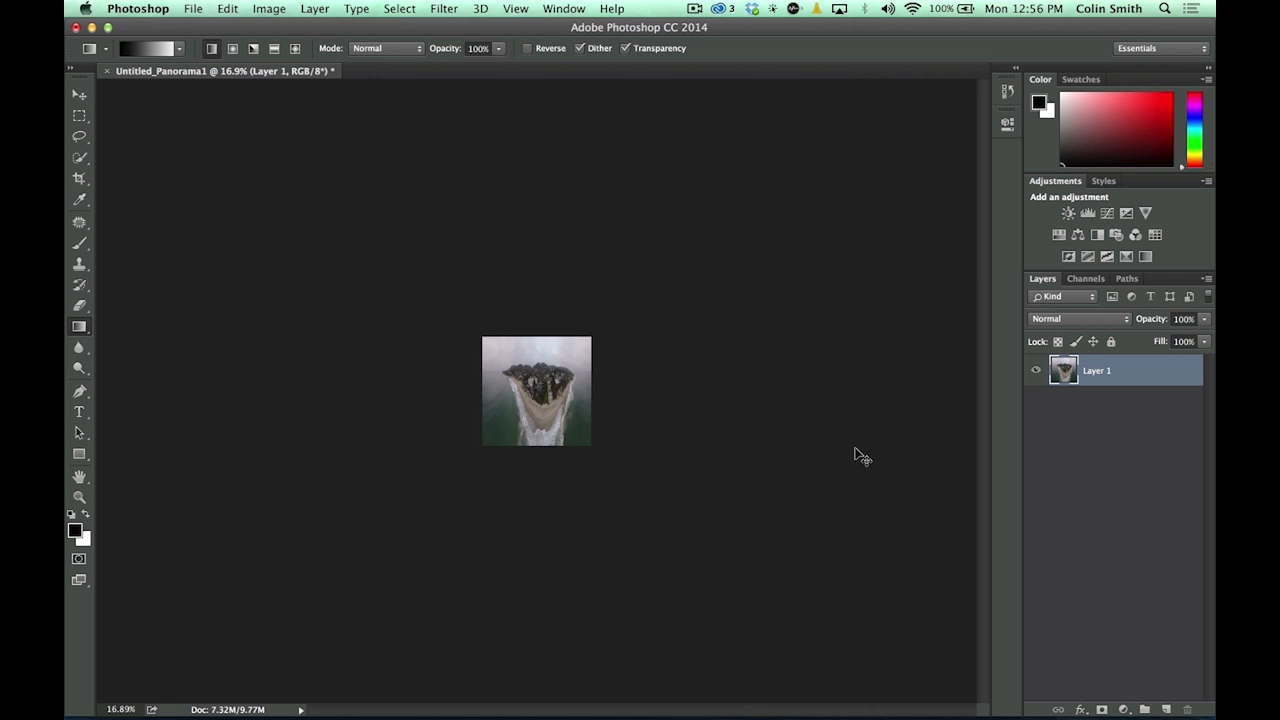 Photoshop File Edit Image Layer Type Select Filter 3D View Window Help 3 100% Mon 12:56 PM Colin Smith
Adobe Photoshop CC 2014
Mode: Normal Opacity: 100% Reverse Dither Transparency Essentials
× Untitled_Panorama1 @ 16.9% (Layer 1, RGB/8*) *
Color Swatches
Adjustments Styles
Add an adjustment
Layers Channels Paths
Kind
Normal Opacity: 100%
Lock: Fill: 100%
Layer 1
16.89% Doc: 7.32M/9.77M